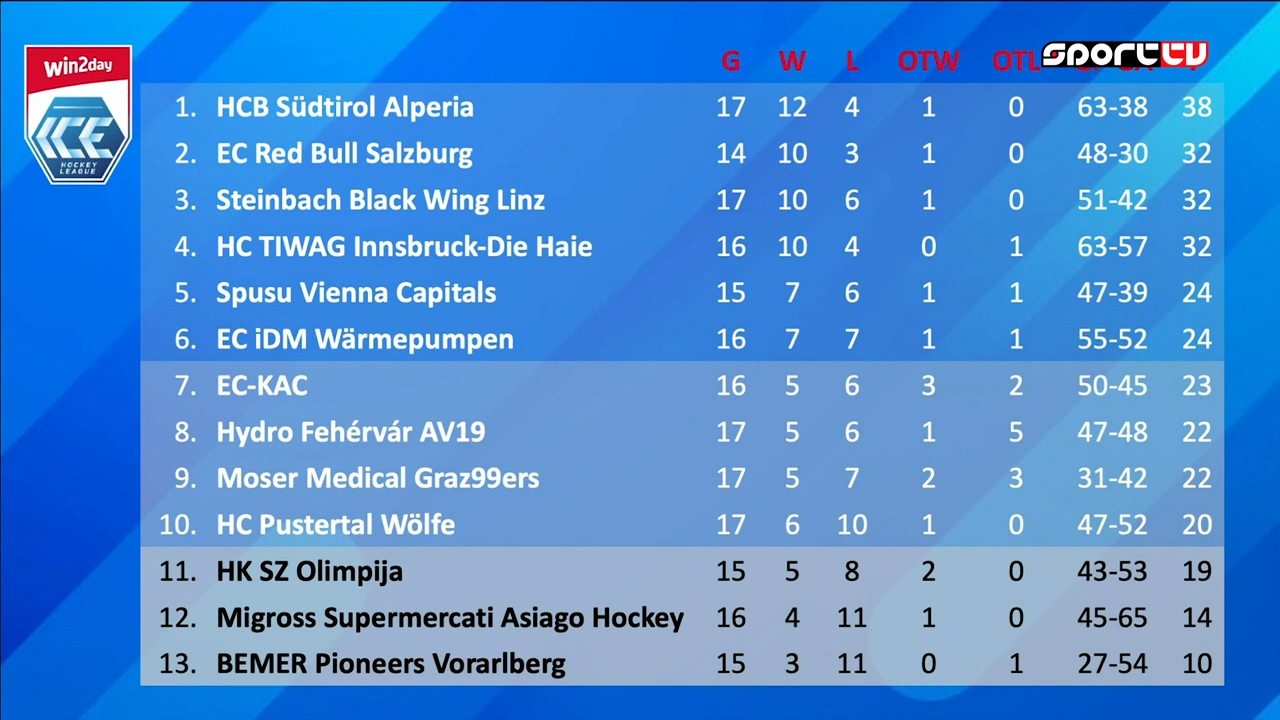 win2day
ICE
HOCKEY
LEAGUE
sport tv
G W L OTW OTL
1. HCB Südtirol Alperia 17 12 4 1 0 63-38 38
2. EC Red Bull Salzburg 14 10 3 1 0 48-30 32
3. Steinbach Black Wing Linz 17 10 6 1 0 51-42 32
4. HC TIWAG Innsbruck-Die Haie 16 10 4 0 1 63-57 32
5. Spusu Vienna Capitals 15 7 6 1 1 47-39 24
6. EC iDM Wärmepumpen 16 7 7 1 1 55-52 24
7. EC-KAC 16 5 6 3 2 50-45 23
8. Hydro Fehérvár AV19 17 5 6 1 5 47-48 22
9. Moser Medical Graz99ers 17 5 7 2 3 31-42 22
10. HC Pustertal Wölfe 17 6 10 1 0 47-52 20
11. HK SZ Olimpija 15 5 8 2 0 43-53 19
12. Migross Supermercati Asiago Hockey 16 4 11 1 0 45-65 14
13. BEMER Pioneers Vorarlberg 15 3 11 0 1 27-54 10